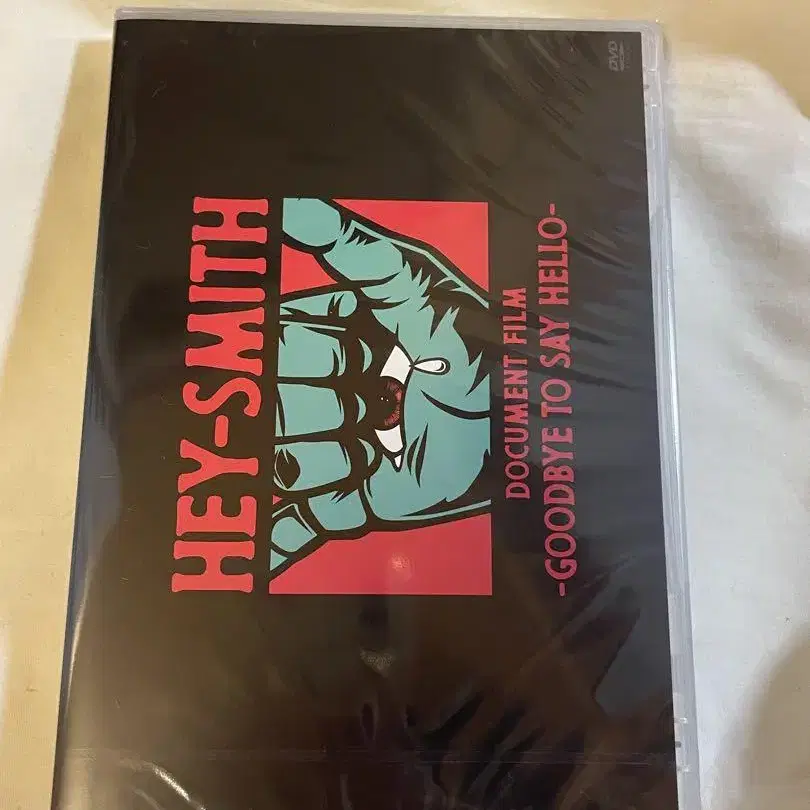 HEY-SMITH
DOCUMENT FILM
-GOODBYE TO SAY HELLO-
DVD